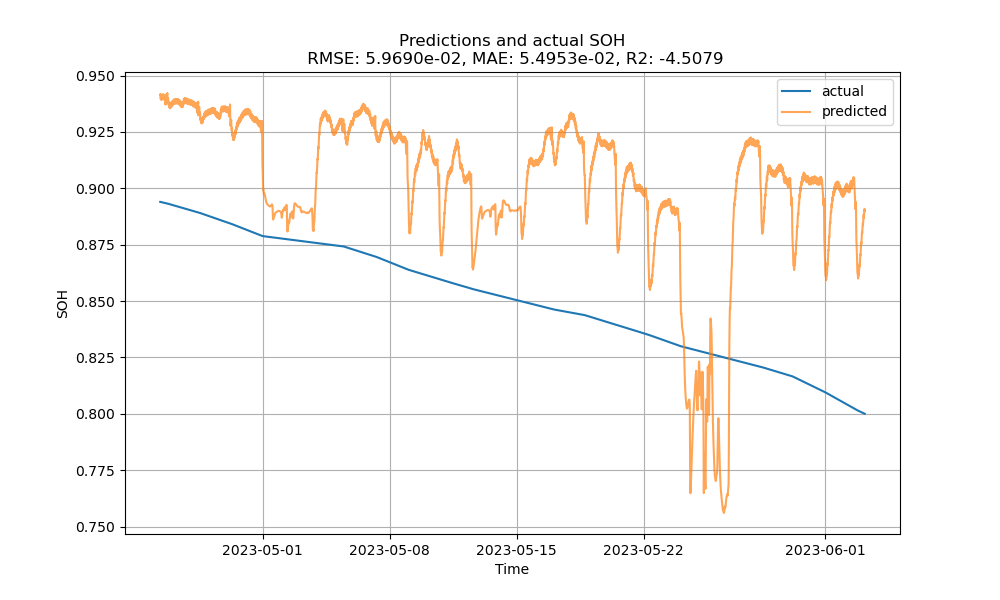 Predictions and actual SOH
RMSE: 5.9690e-02, MAE: 5.4953e-02, R2: -4.5079
actual
predicted
0.950
0.925
0.900
0.875
0.850
0.825
0.800
0.775
0.750
SOH
2023-05-01
2023-05-08
2023-05-15
2023-05-22
2023-06-01
Time